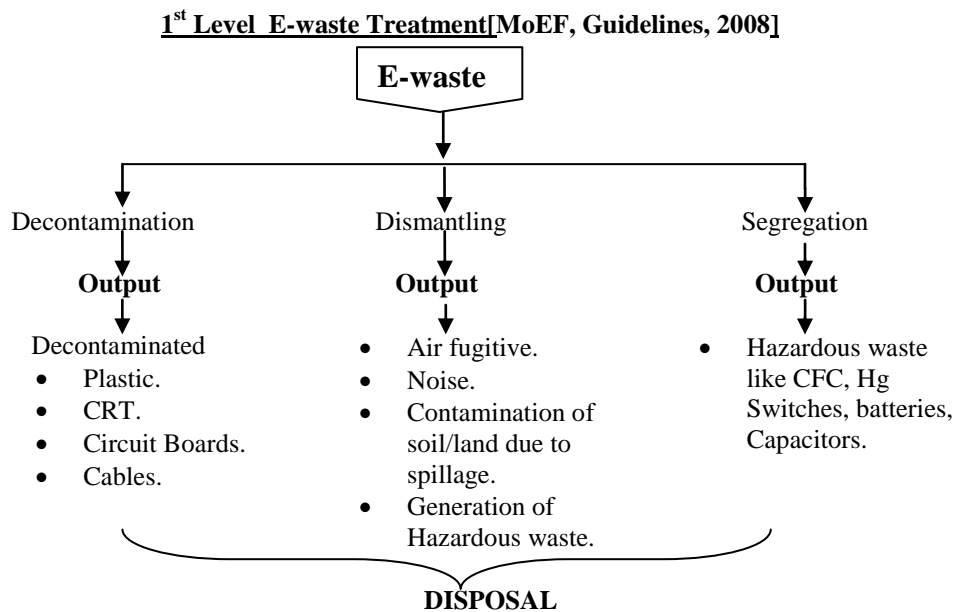 1st Level E-waste Treatment[MoEF, Guidelines, 2008]
E-waste
Decontamination
Output
Decontaminated
• Plastic.
• CRT.
• Circuit Boards.
• Cables.
Dismantling
Output
• Air fugitive.
• Noise.
• Contamination of
soil/land due to
spillage.
• Generation of
Hazardous waste.
Segregation
Output
• Hazardous waste
like CFC, Hg
Switches, batteries,
Capacitors.
DISPOSAL